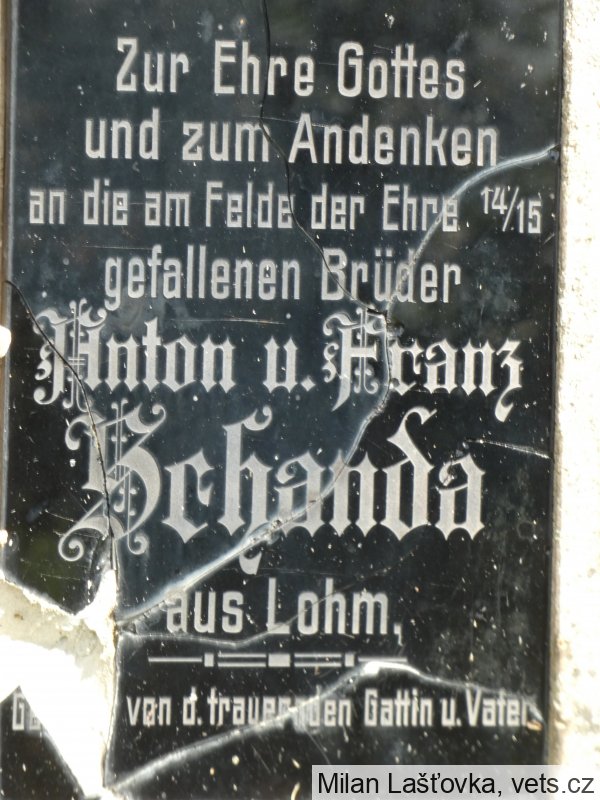 Zur Ehre Gottes
und zum Andenken
an die am Felde der Ehre 14/15
gefallenen Brüder
Anton u. Franz
Schanda
aus Lohm,
von d. trauernden Gattin u. Vater
Milan Lašťovka, vets.cz